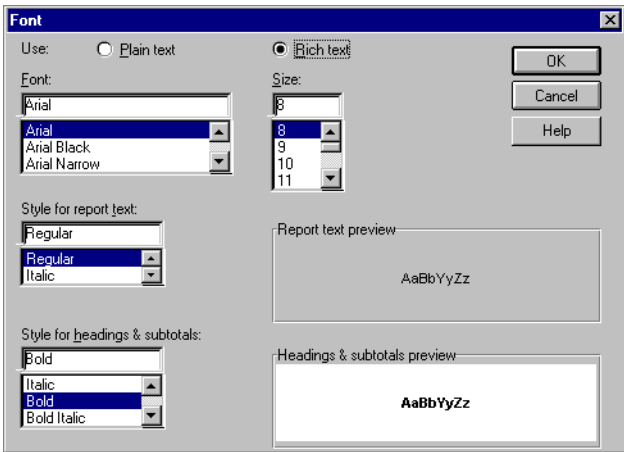 Font
Use: Plain text Rich text
OK
Font: Size:
Arial 8
Cancel
Arial 8
Arial Black 9
Arial Narrow 10
11
Help
Style for report text:
Regular
Report text preview
Regular
Italic
AaBbYyZz
Style for headings & subtotals:
Bold
Headings & subtotals preview
Italic
Bold
Bold Italic
AaBbYyZz